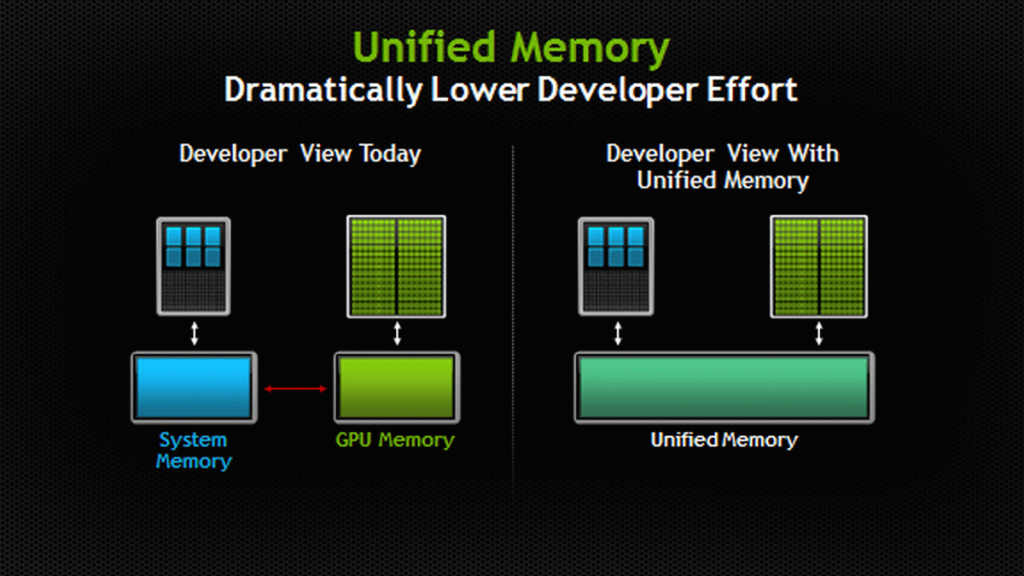 Unified Memory
Dramatically Lower Developer Effort
Developer View Today
System
Memory
GPU Memory
Developer View With
Unified Memory
Unified Memory